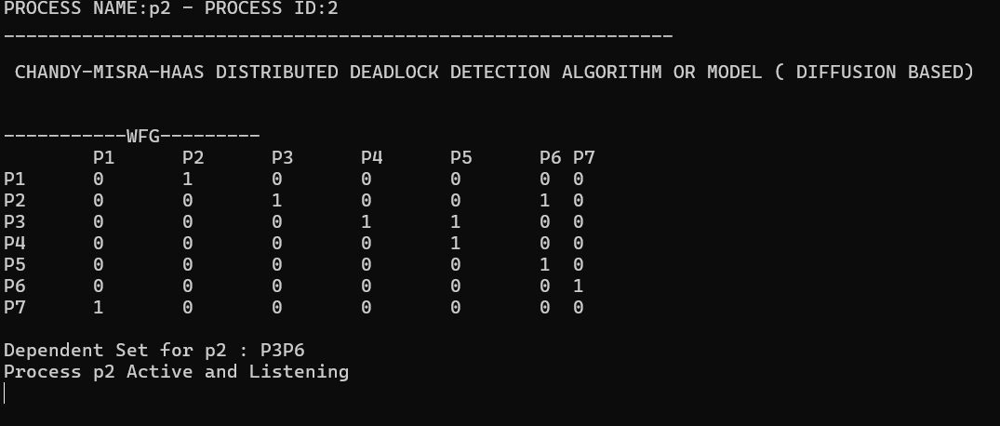 PROCESS NAME:p2 - PROCESS ID:2
------------------------------------------------------------
CHANDY-MISRA-HAAS DISTRIBUTED DEADLOCK DETECTION ALGORITHM OR MODEL ( DIFFUSION BASED)
-----------WFG---------
P1 P2 P3 P4 P5 P6 P7
P1 0 1 0 0 0 0 0
P2 0 0 1 0 0 1 0
P3 0 0 0 1 1 0 0
P4 0 0 0 0 1 0 0
P5 0 0 0 0 0 1 0
P6 0 0 0 0 0 0 1
P7 1 0 0 0 0 0 0
Dependent Set for p2 : P3P6
Process p2 Active and Listening